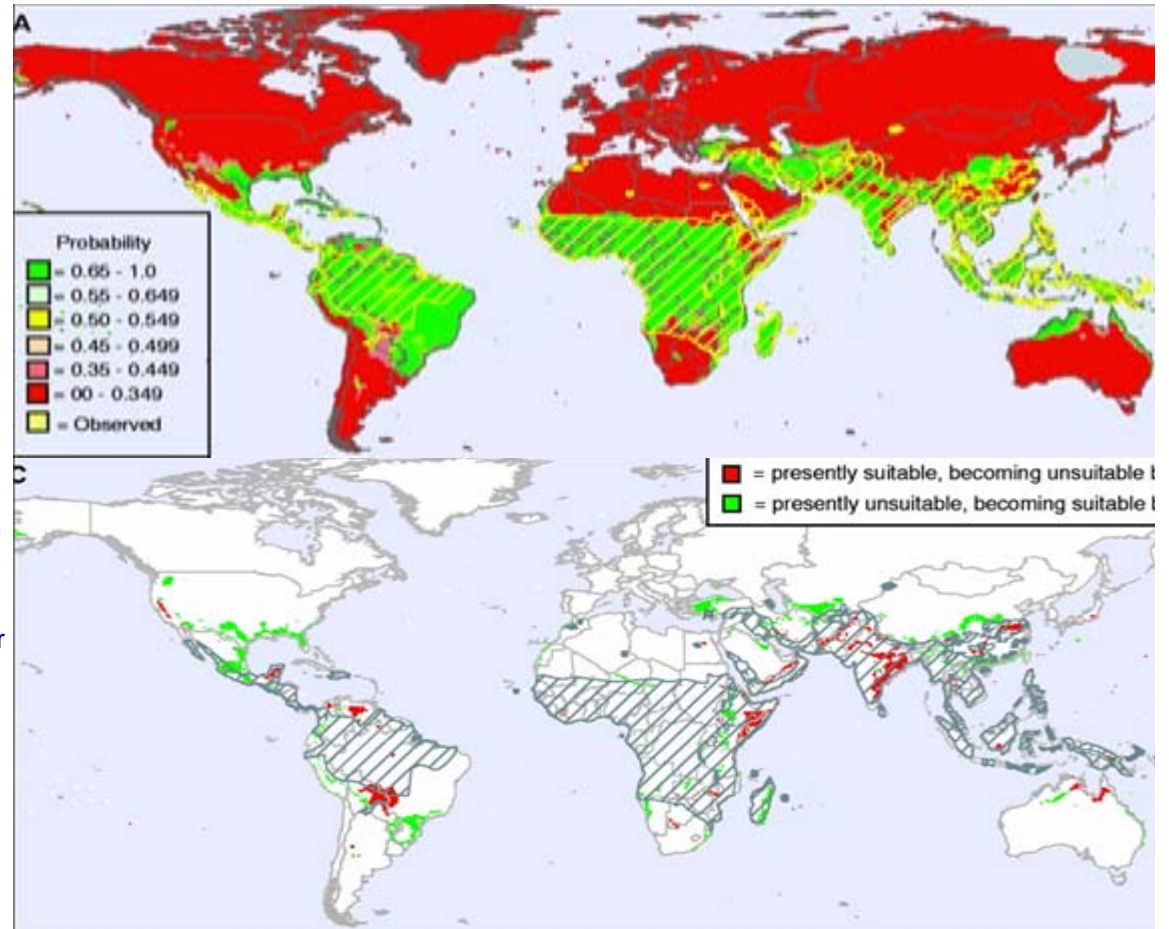 A
Probability
= 0.65 - 1.0
= 0.55 - 0.649
= 0.50 - 0.549
= 0.45 - 0.499
= 0.35 - 0.449
= 00 - 0.349
= Observed
C
= presently suitable, becoming unsuitable b
= presently unsuitable, becoming suitable b
r